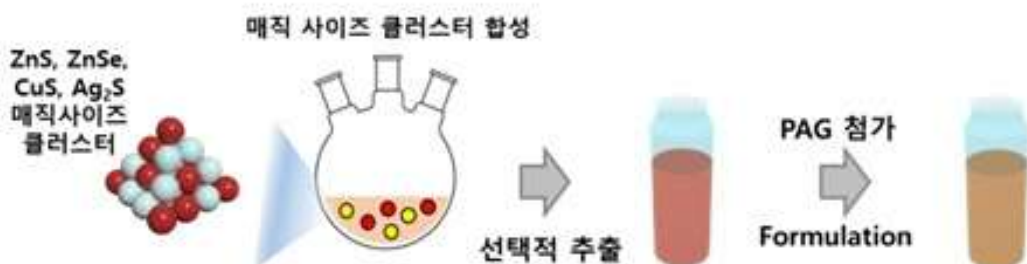 매직 사이즈 클러스터 합성
ZnS, ZnSe,
CuS, Ag₂S
매직사이즈
클러스터
선택적 추출
PAG 첨가
Formulation